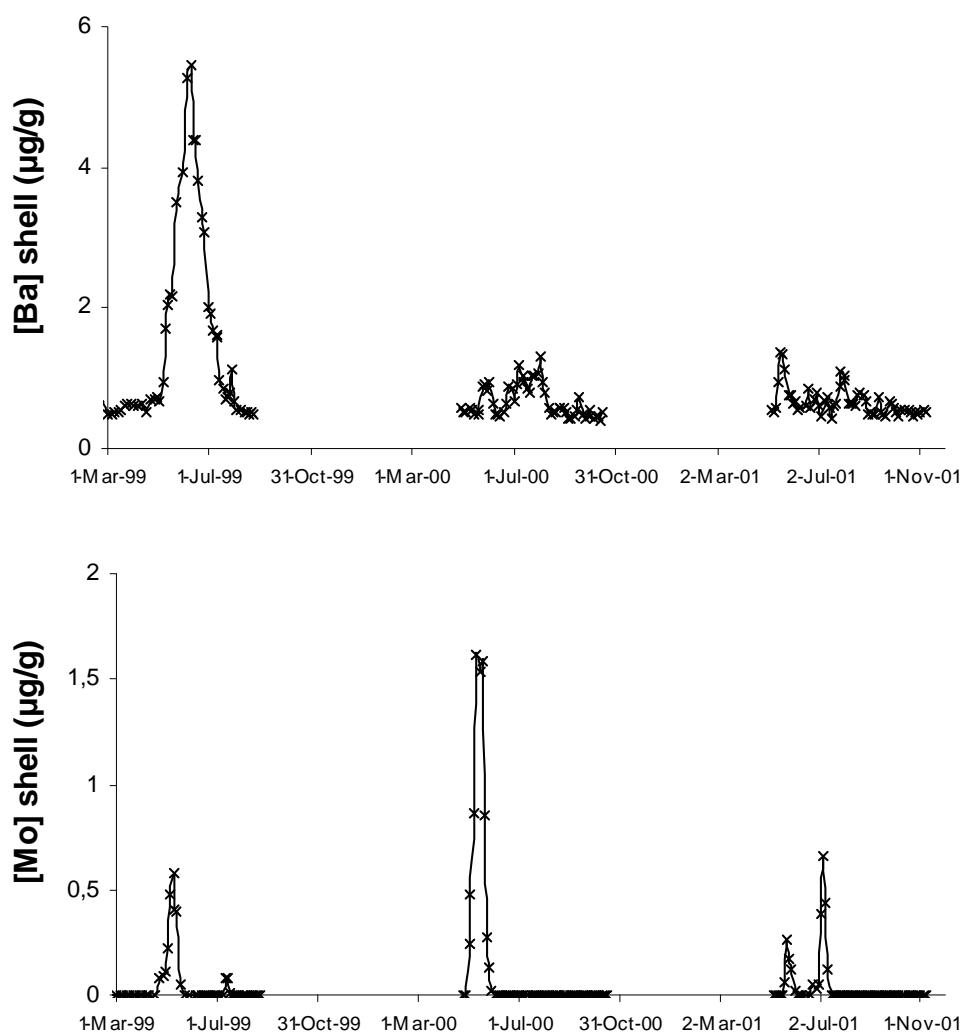 [Ba] shell (µg/g)
6
4
2
0
1-Mar-99 1-Jul-99 31-Oct-99 1-Mar-00 1-Jul-00 31-Oct-00 2-Mar-01 2-Jul-01 1-Nov-01
[Mo] shell (µg/g)
2
1,5
1
0,5
0
1-Mar-99 1-Jul-99 31-Oct-99 1-Mar-00 1-Jul-00 31-Oct-00 2-Mar-01 2-Jul-01 1-Nov-01